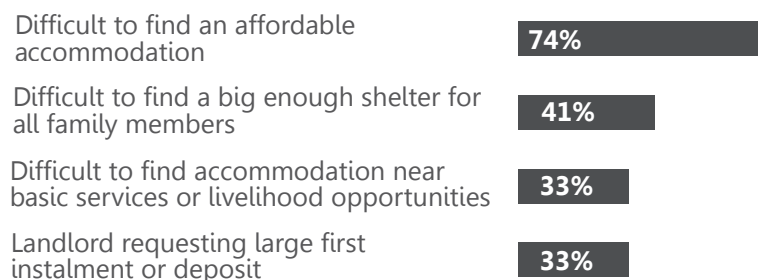 Difficult to find an affordable
accommodation
74%
Difficult to find a big enough shelter for
all family members
41%
Difficult to find accommodation near
basic services or livelihood opportunities
33%
Landlord requesting large first
instalment or deposit
33%